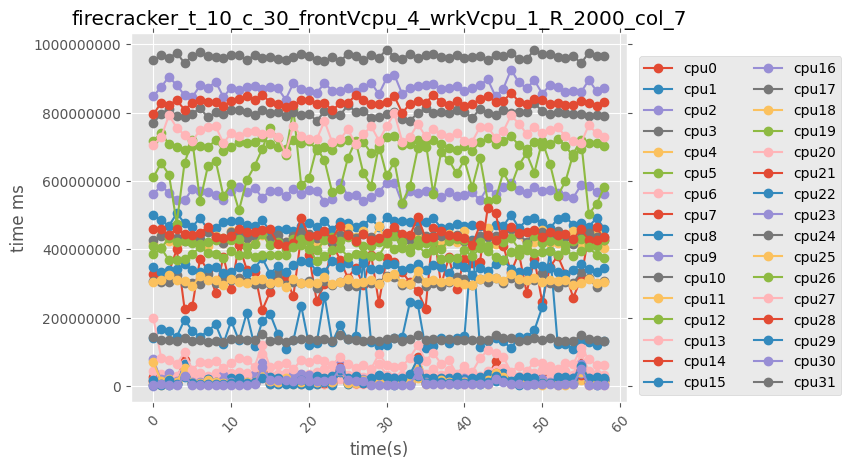 firecracker_t_10_c_30_frontVcpu_4_wrkVcpu_1_R_2000_col_7
time ms
1000000000
800000000
600000000
400000000
200000000
0
0 10 20 30 40 50 60
time(s)
cpu0
cpu1
cpu2
cpu3
cpu4
cpu5
cpu6
cpu7
cpu8
cpu9
cpu10
cpu11
cpu12
cpu13
cpu14
cpu15
cpu16
cpu17
cpu18
cpu19
cpu20
cpu21
cpu22
cpu23
cpu24
cpu25
cpu26
cpu27
cpu28
cpu29
cpu30
cpu31